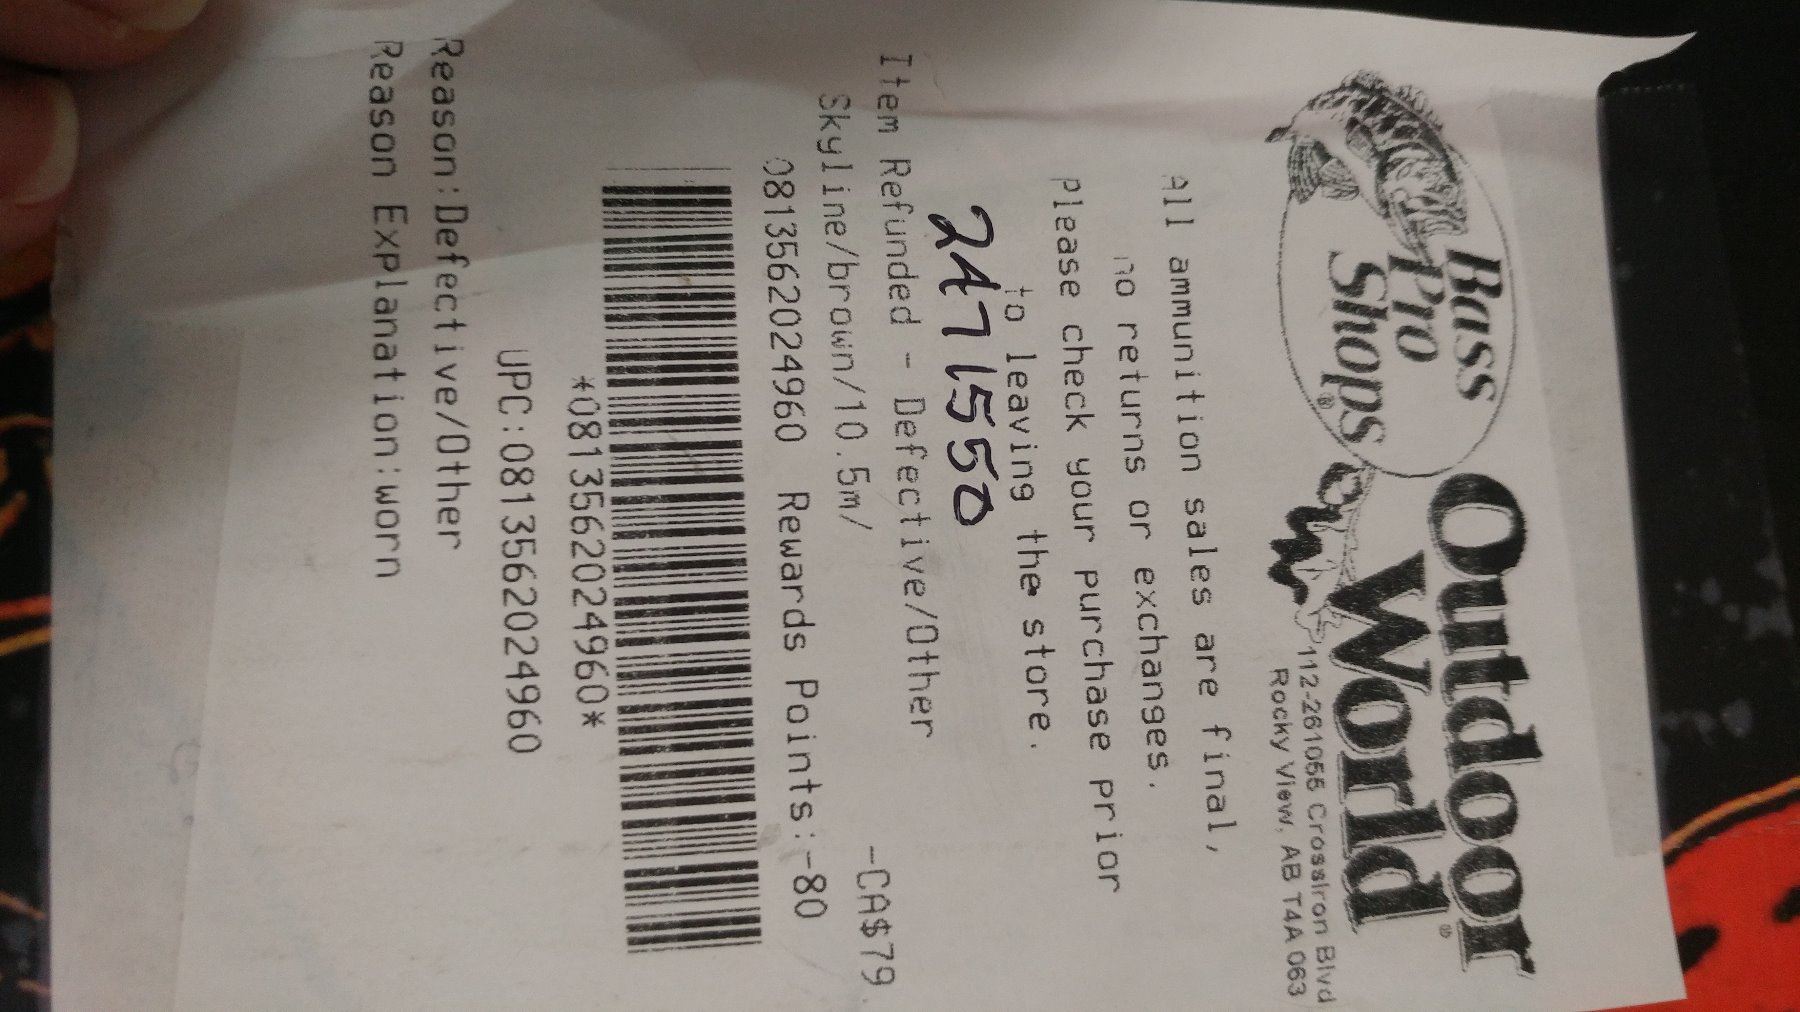 Bass
Pro
Shops®
Outdoor
World®
112-261055 CrossIron Blvd
Rocky View, AB T4A 0G3
All ammunition sales are final,
no returns or exchanges.
Please check your purchase prior
to leaving the store.
2471550
Item Refunded - Defective/Other
Skyline/brown/10.5m/ -CA$79.
0813562024960 Rewards Points:-80
*0813562024960*
UPC:0813562024960
Reason:Defective/Other
Reason Explanation:worn